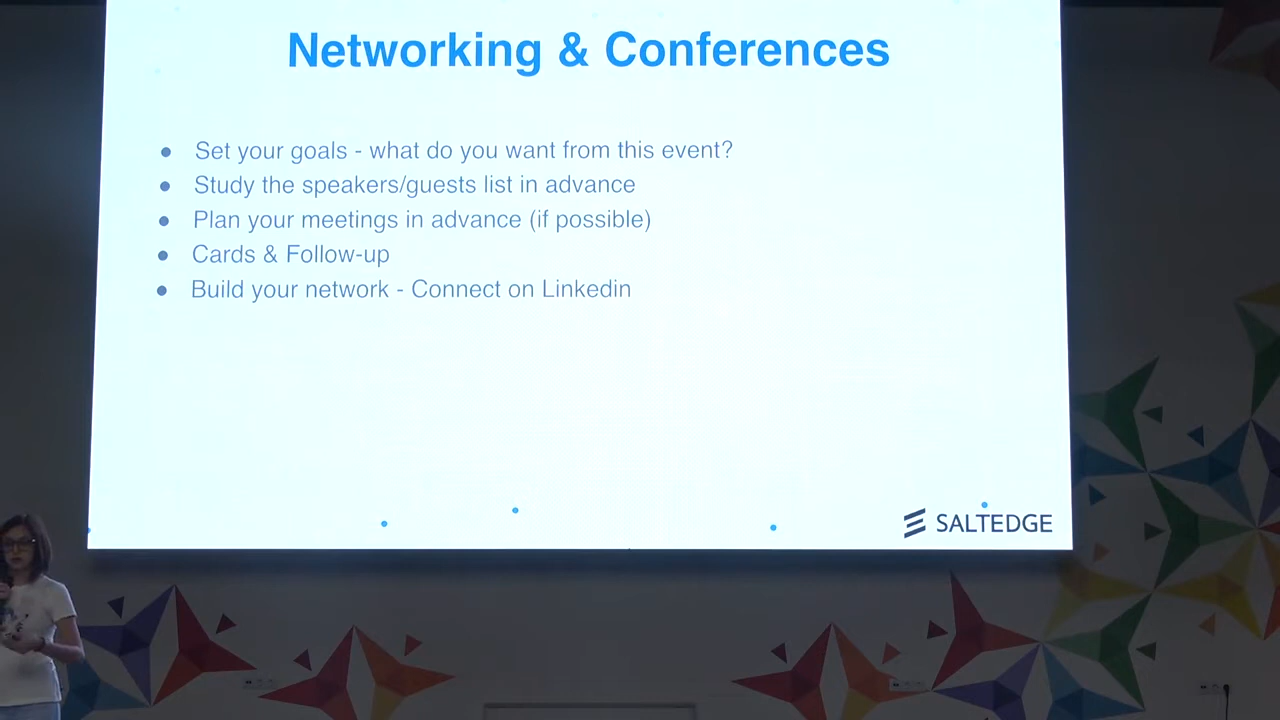 Networking & Conferences
● Set your goals - what do you want from this event?
● Study the speakers/guests list in advance
● Plan your meetings in advance (if possible)
● Cards & Follow-up
● Build your network - Connect on Linkedin
SALTEDGE